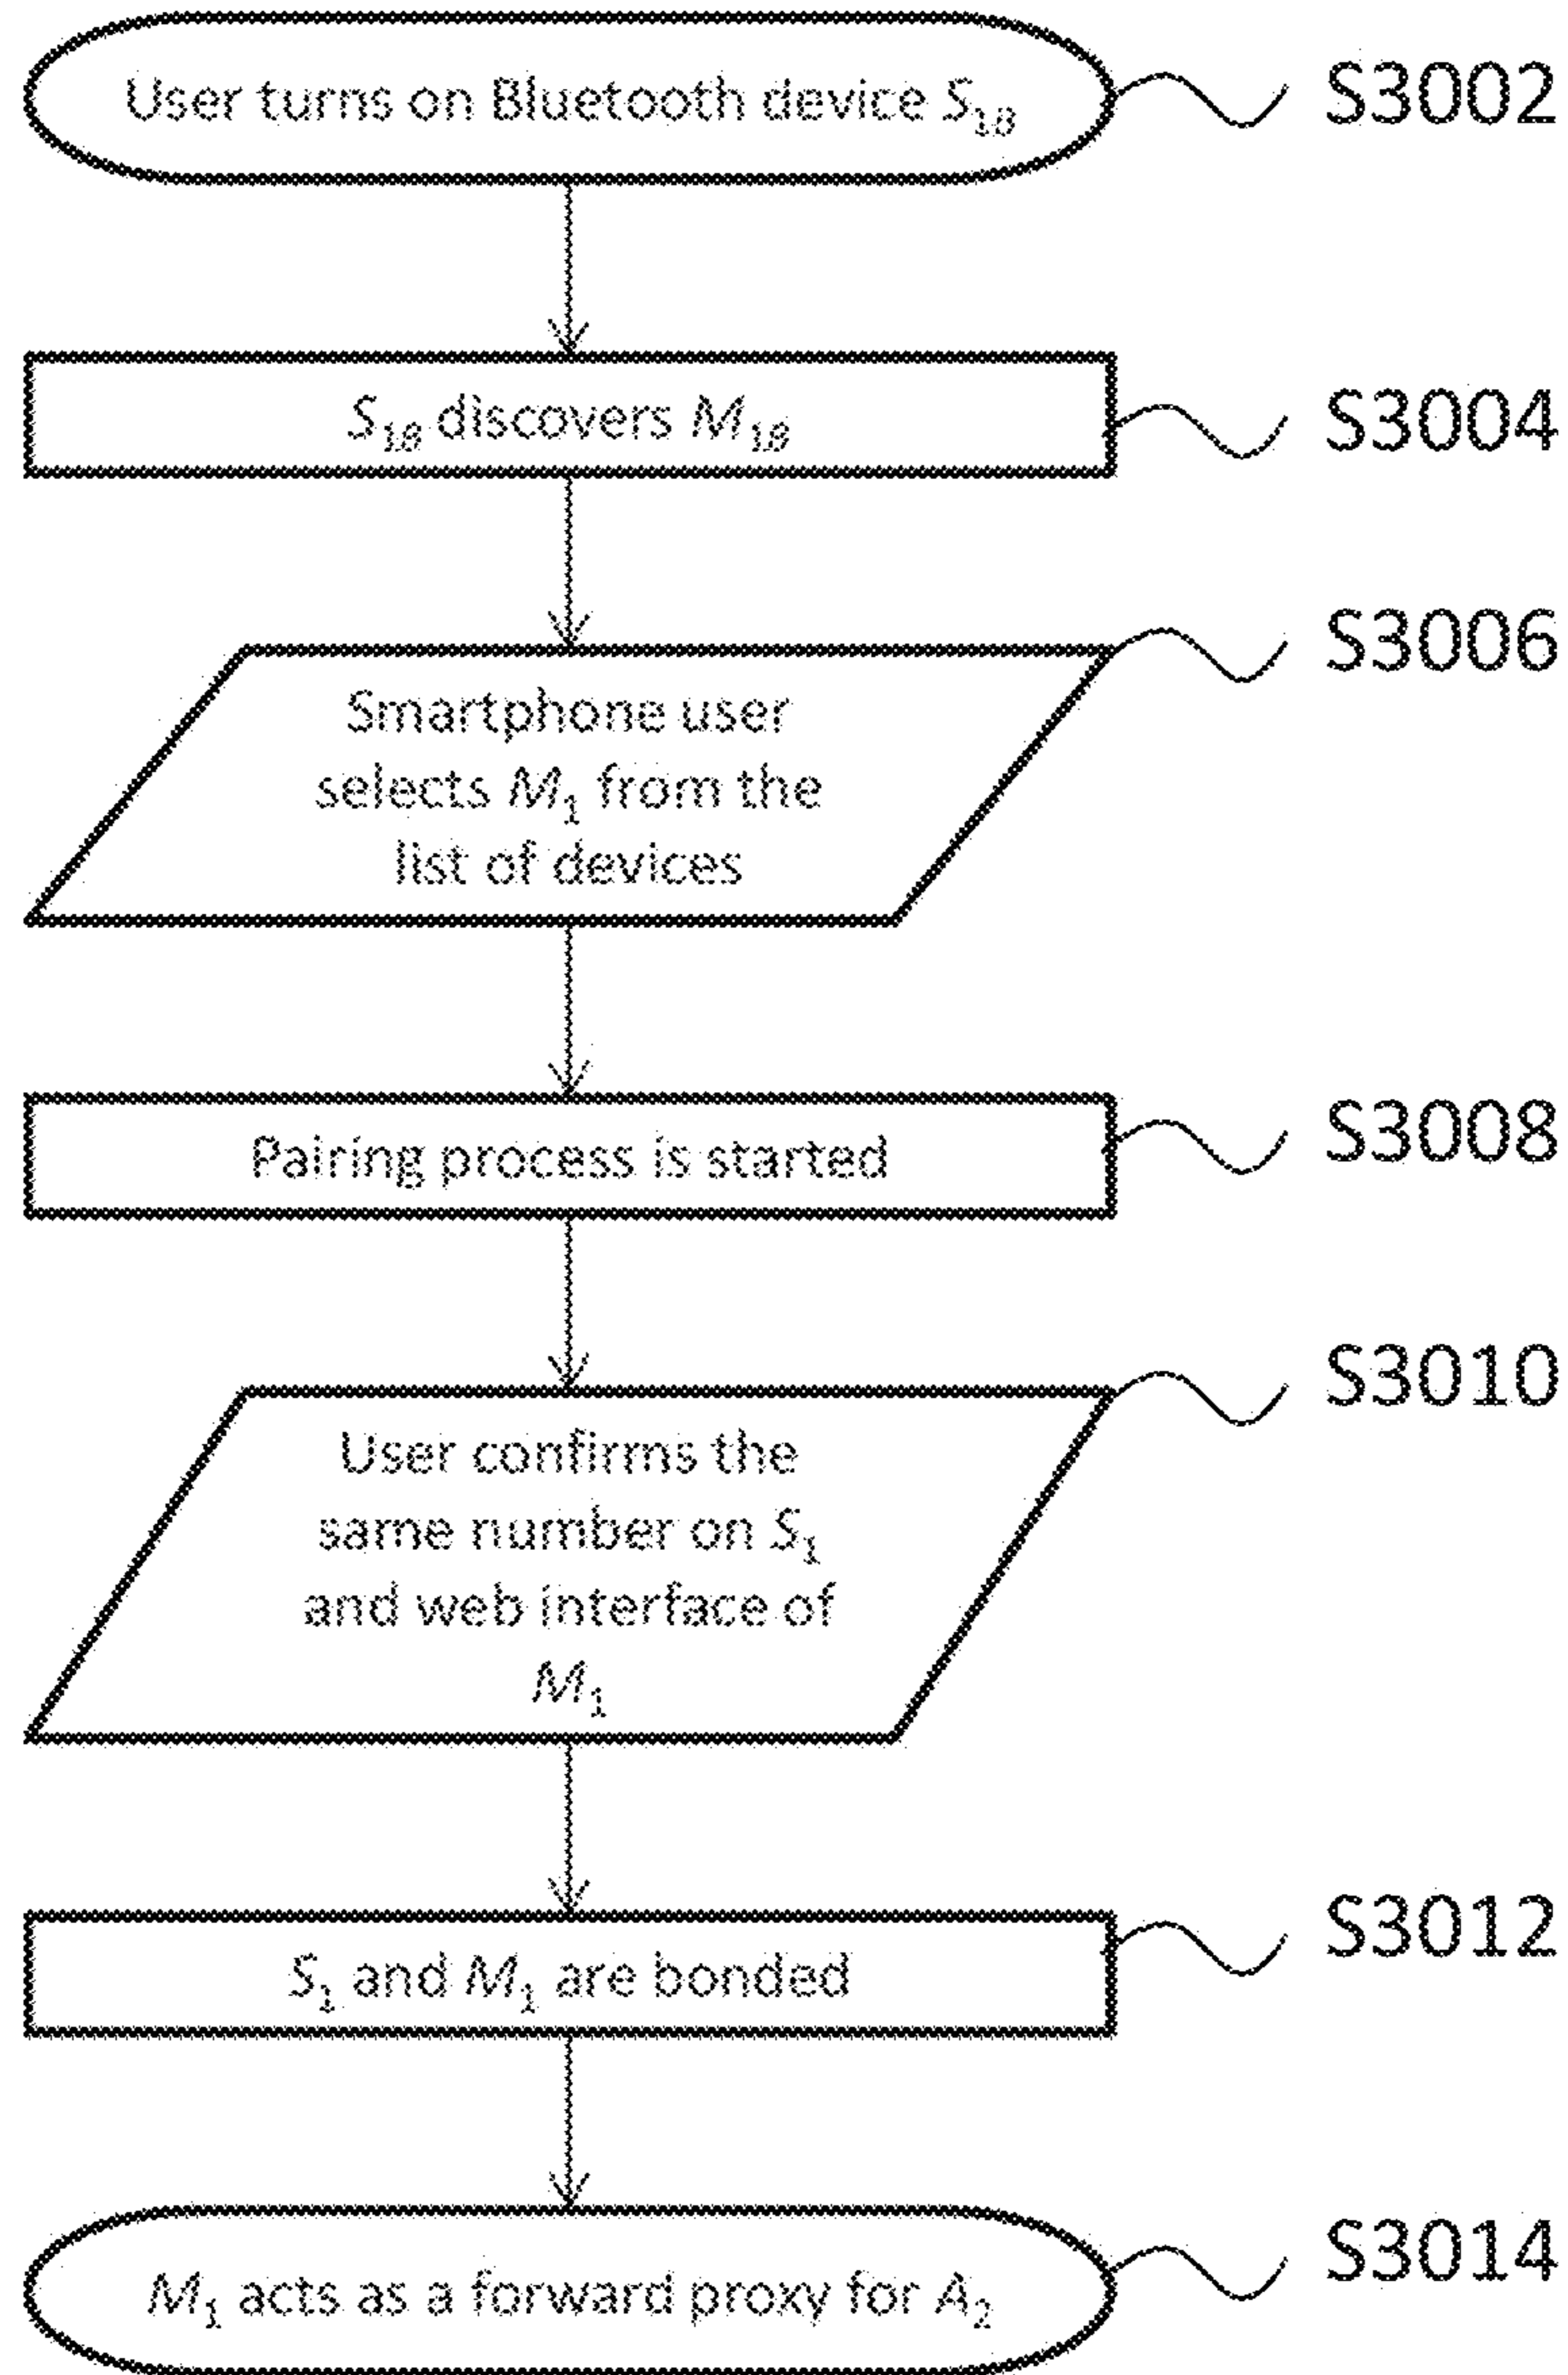 User turns on Bluetooth device S1B
S3002
S1B discovers M1B
S3004
S3006
Smartphone user
selects M1 from the
list of devices
Pairing process is started
S3008
S3010
User confirms the
same number on S1
and web interface of
M1
S3012
S1 and M1 are bonded
S3014
M1 acts as a forward proxy for A2